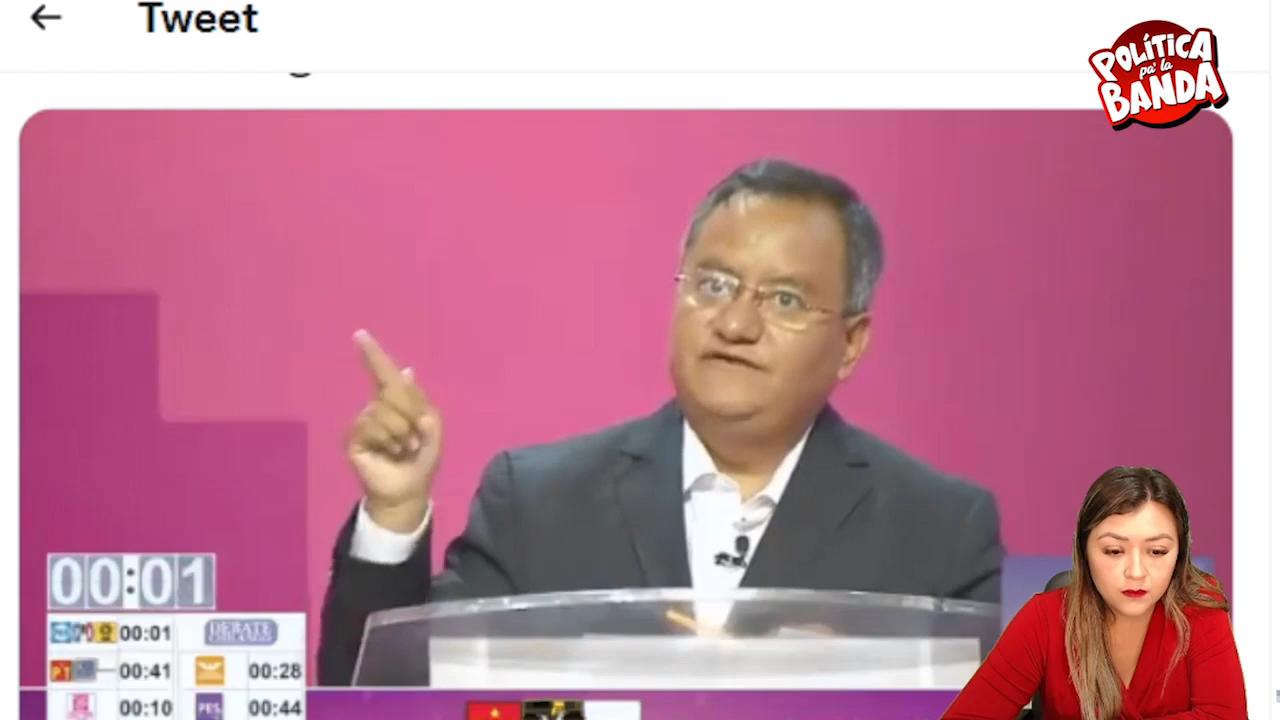 Tweet
POLÍTICA
pa' la
BANDA
00:01
00:01
DEBATE
PT
00:41
00:28
00:10
PES
00:44